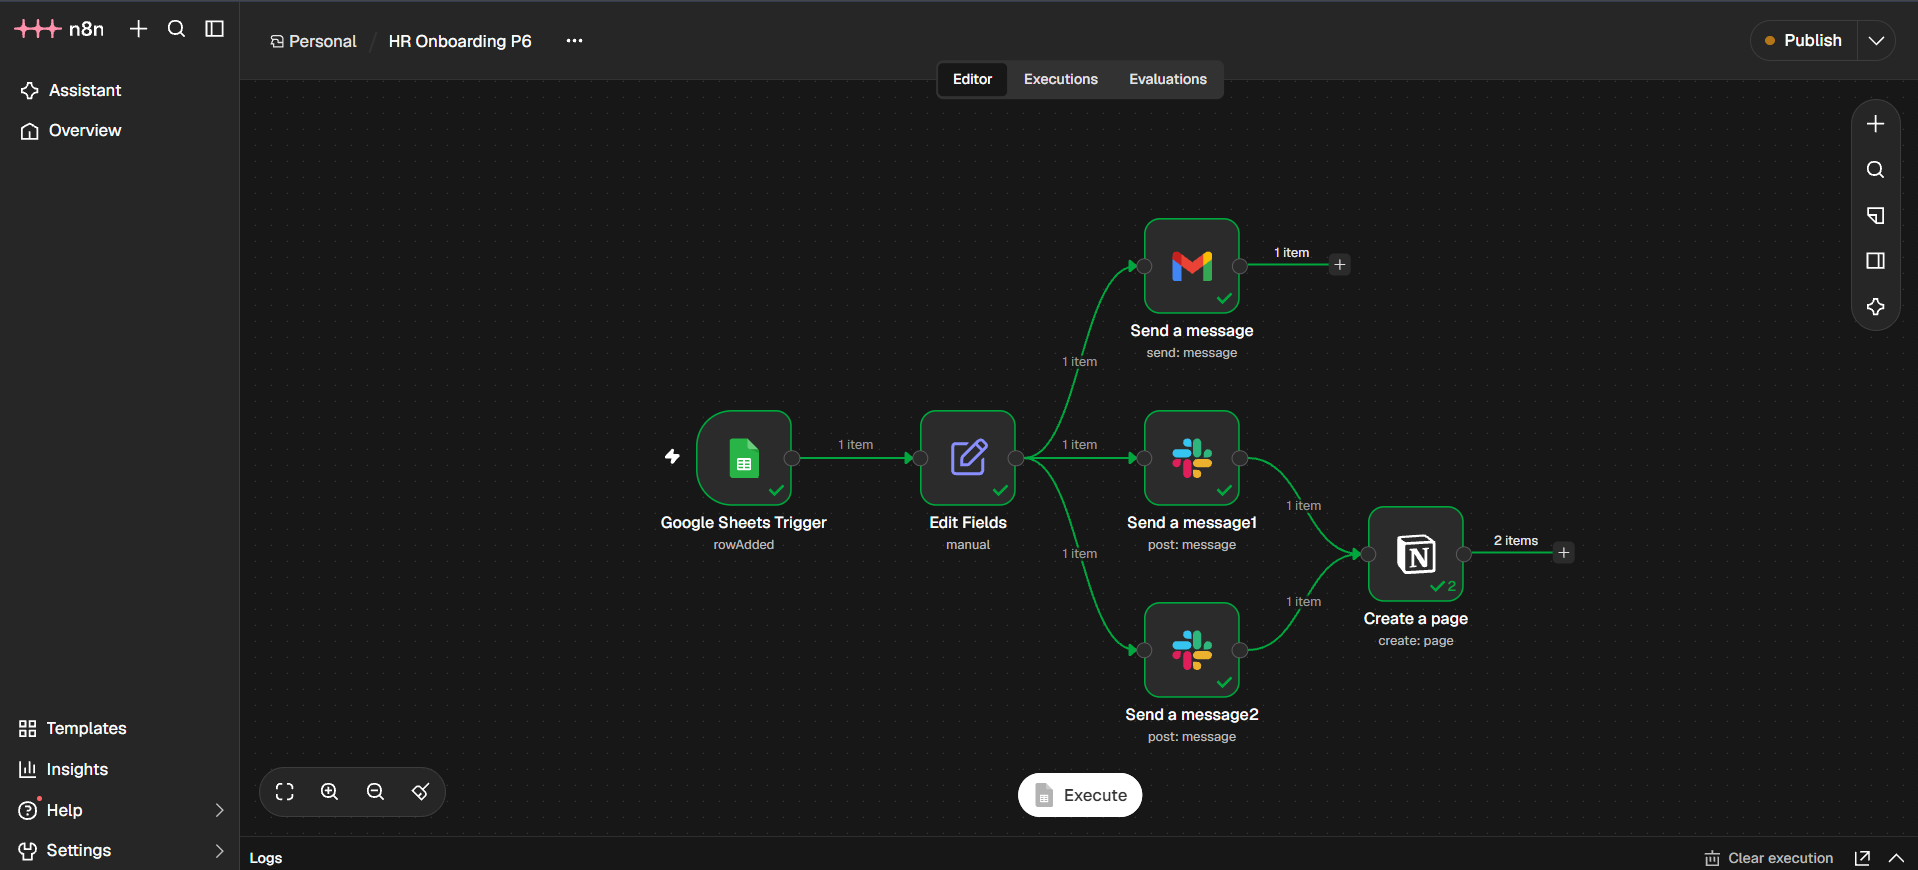 n8n
Personal / HR Onboarding P6 ...
Publish
Editor Executions Evaluations
Assistant
Overview
1 item
Send a message
send: message
1 item
1 item
1 item
Google Sheets Trigger
rowAdded
Edit Fields
manual
Send a message1
post: message
1 item
1 item
2 items
1 item
2
Create a page
create: page
Send a message2
post: message
Templates
Insights
Help
Settings
Execute
Logs
Clear execution